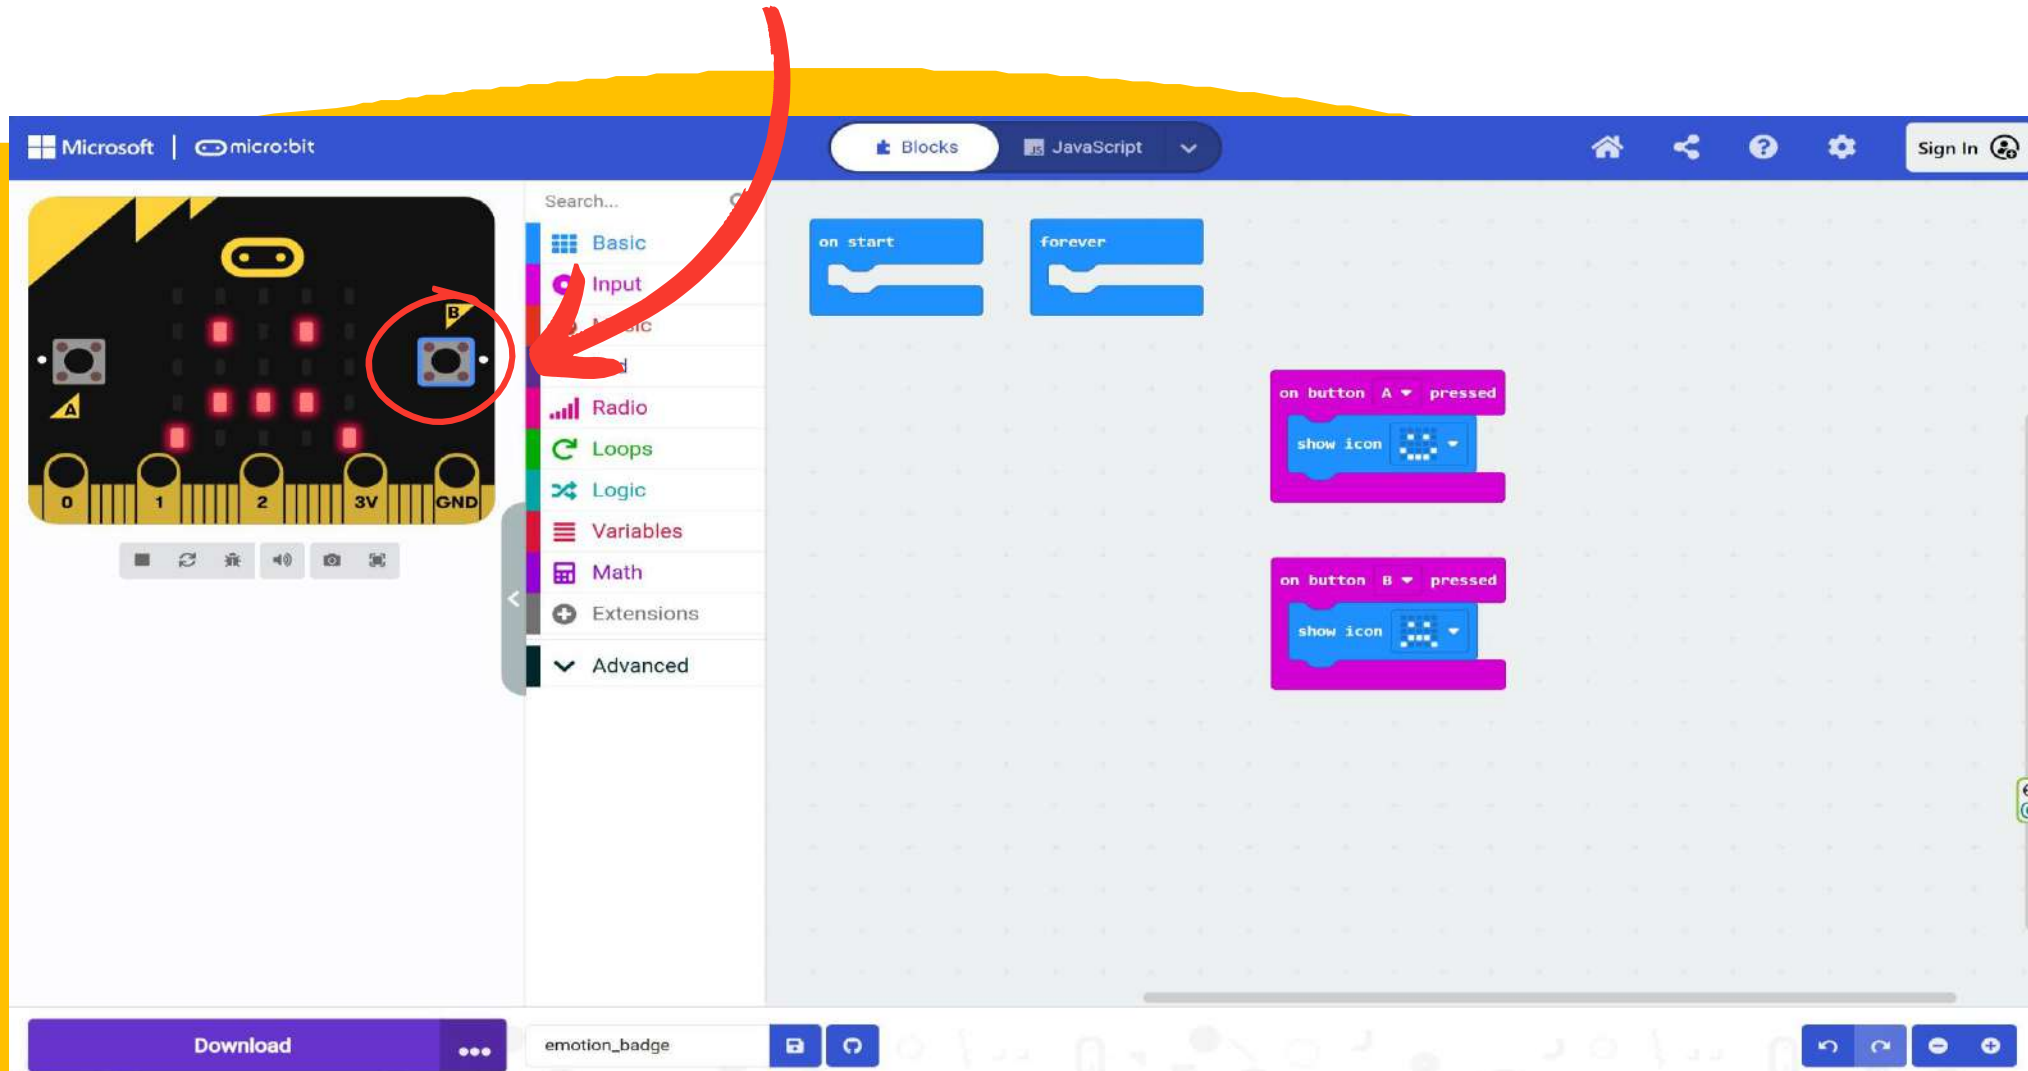 Microsoft | micro:bit
Blocks
JavaScript
Sign In
Search...
Basic
Input
Radio
Loops
Logic
Variables
Math
Extensions
Advanced
B
A
0 1 2 3V GND
on start
forever
on button A pressed
show icon
on button B pressed
show icon
Download
emotion_badge